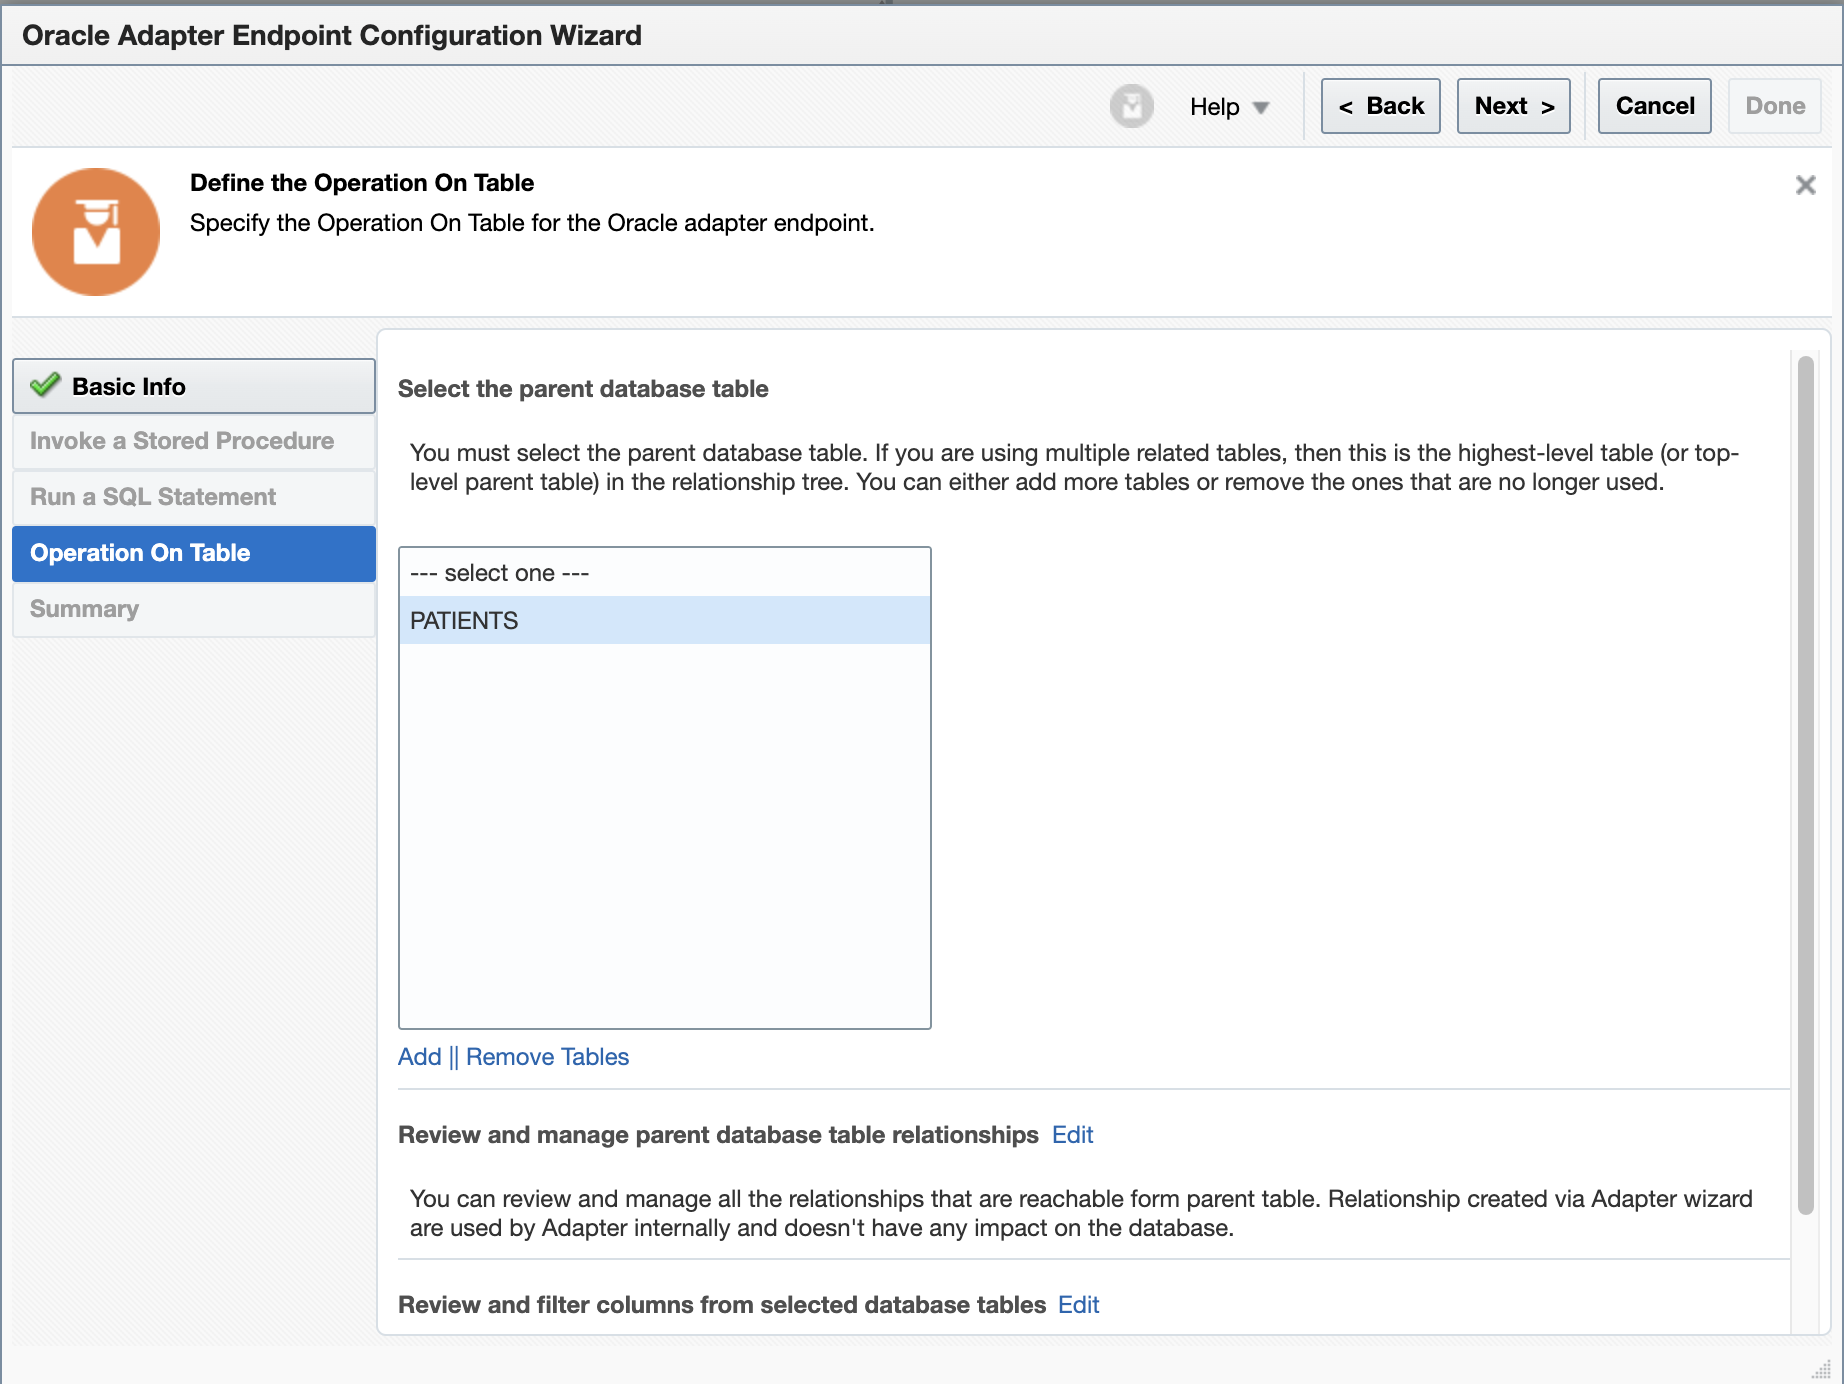 Oracle Adapter Endpoint Configuration Wizard
Help
< Back
Next >
Cancel
Done
Define the Operation On Table
Specify the Operation On Table for the Oracle adapter endpoint.
Basic Info
Invoke a Stored Procedure
Run a SQL Statement
Operation On Table
Summary
Select the parent database table
You must select the parent database table. If you are using multiple related tables, then this is the highest-level table (or top-
level parent table) in the relationship tree. You can either add more tables or remove the ones that are no longer used.
--- select one ---
PATIENTS
Add || Remove Tables
Review and manage parent database table relationships Edit
You can review and manage all the relationships that are reachable form parent table. Relationship created via Adapter wizard
are used by Adapter internally and doesn't have any impact on the database.
Review and filter columns from selected database tables Edit